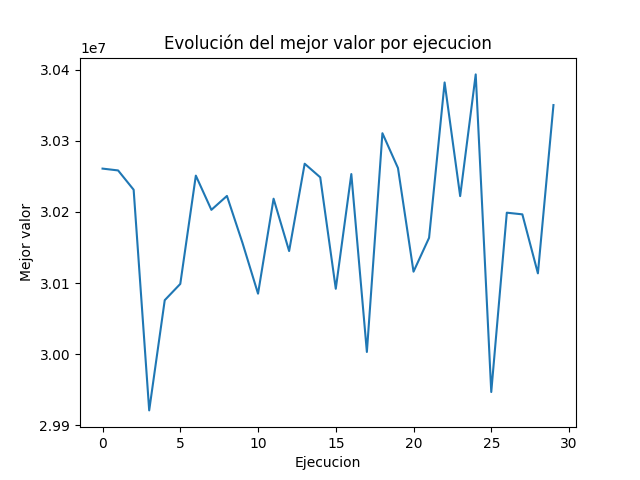 Evolución del mejor valor por ejecucion
1e7
3.04
3.03
3.02
3.01
3.00
2.99
Mejor valor
0 5 10 15 20 25 30
Ejecucion